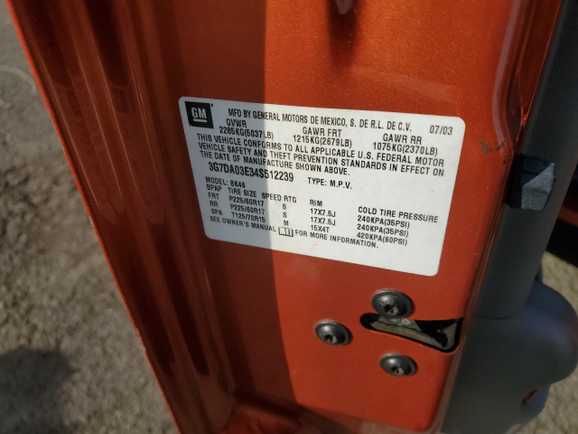 GM
MFD BY GENERAL MOTORS DE MEXICO, S. DE R.L. DE C.V. 07/03
GVWR GAWR FRT GAWR RR
2285KG(5037LB) 1215KG(2679LB) 1075KG(2370LB)
THIS VEHICLE CONFORMS TO ALL APPLICABLE U.S. FEDERAL MOTOR
VEHICLE SAFETY AND THEFT PREVENTION STANDARDS IN EFFECT ON
THE DATE OF MANUFACTURE SHOWN ABOVE.
3G7DA03E34S512239 TYPE: M.P.V.
MODEL: BK46
TIRE SIZE SPEED RTG RIM COLD TIRE PRESSURE
FRT P225/60R17 S 17X7.5J 240KPA(35PSI)
RR P225/60R17 S 17X7.5J 240KPA(35PSI)
SPA T125/70R15 M 15X4T 420KPA(60PSI)
SEE OWNER'S MANUAL FOR MORE INFORMATION.